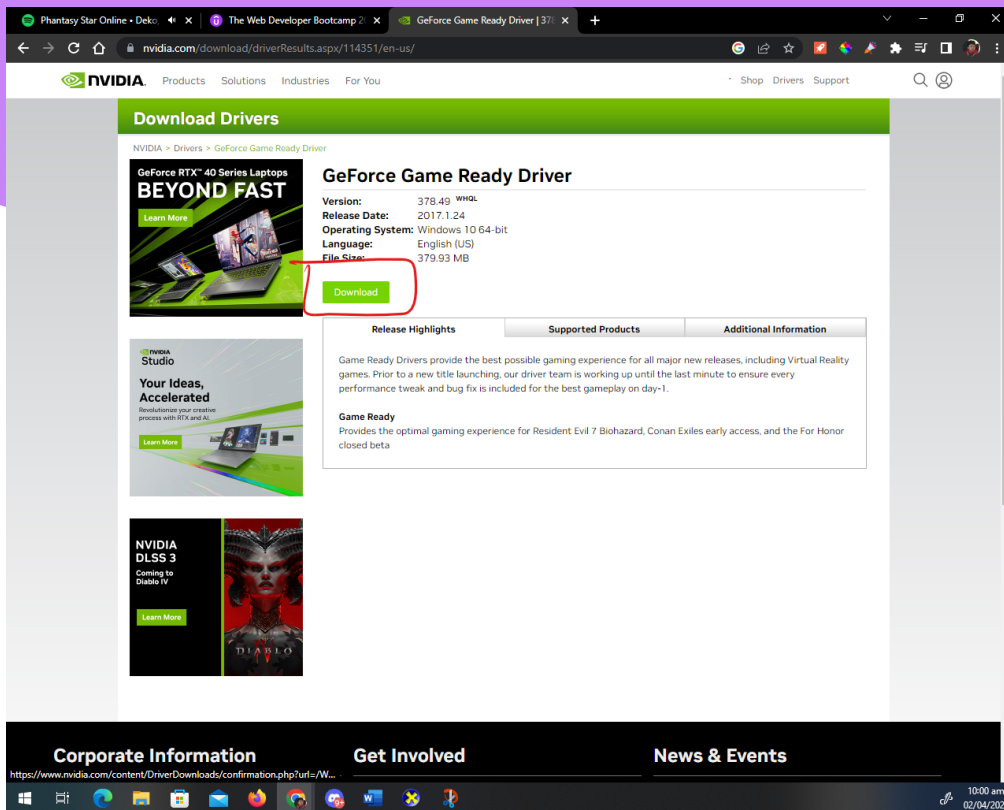 Phantasy Star Online • Deko
The Web Developer Bootcamp 20
GeForce Game Ready Driver | 378
nvidia.com/download/driverResults.aspx/114351/en-us/
NVIDIA.
Products Solutions Industries For You
Shop Drivers Support
Download Drivers
NVIDIA > Drivers > GeForce Game Ready Driver
GeForce RTX™ 40 Series Laptops
BEYOND FAST
Learn More
GeForce Game Ready Driver
Version: 378.49 WHQL
Release Date: 2017.1.24
Operating System: Windows 10 64-bit
Language: English (US)
File Size: 379.93 MB
Download
Release Highlights Supported Products Additional Information
Game Ready Drivers provide the best possible gaming experience for all major new releases, including Virtual Reality
games. Prior to a new title launching, our driver team is working up until the last minute to ensure every
performance tweak and bug fix is included for the best gameplay on day-1.
Game Ready
Provides the optimal gaming experience for Resident Evil 7 Biohazard, Conan Exiles early access, and the For Honor
closed beta
NVIDIA
Studio
Your Ideas,
Accelerated
Revolutionize your creative
process with RTX and AI.
Learn More
NVIDIA
DLSS 3
Coming to
Diablo IV
Learn More
DIABLO
IV
Corporate Information Get Involved News & Events
https://www.nvidia.com/content/DriverDownloads/confirmation.php?url=/W...
10:00 am
02/04/202